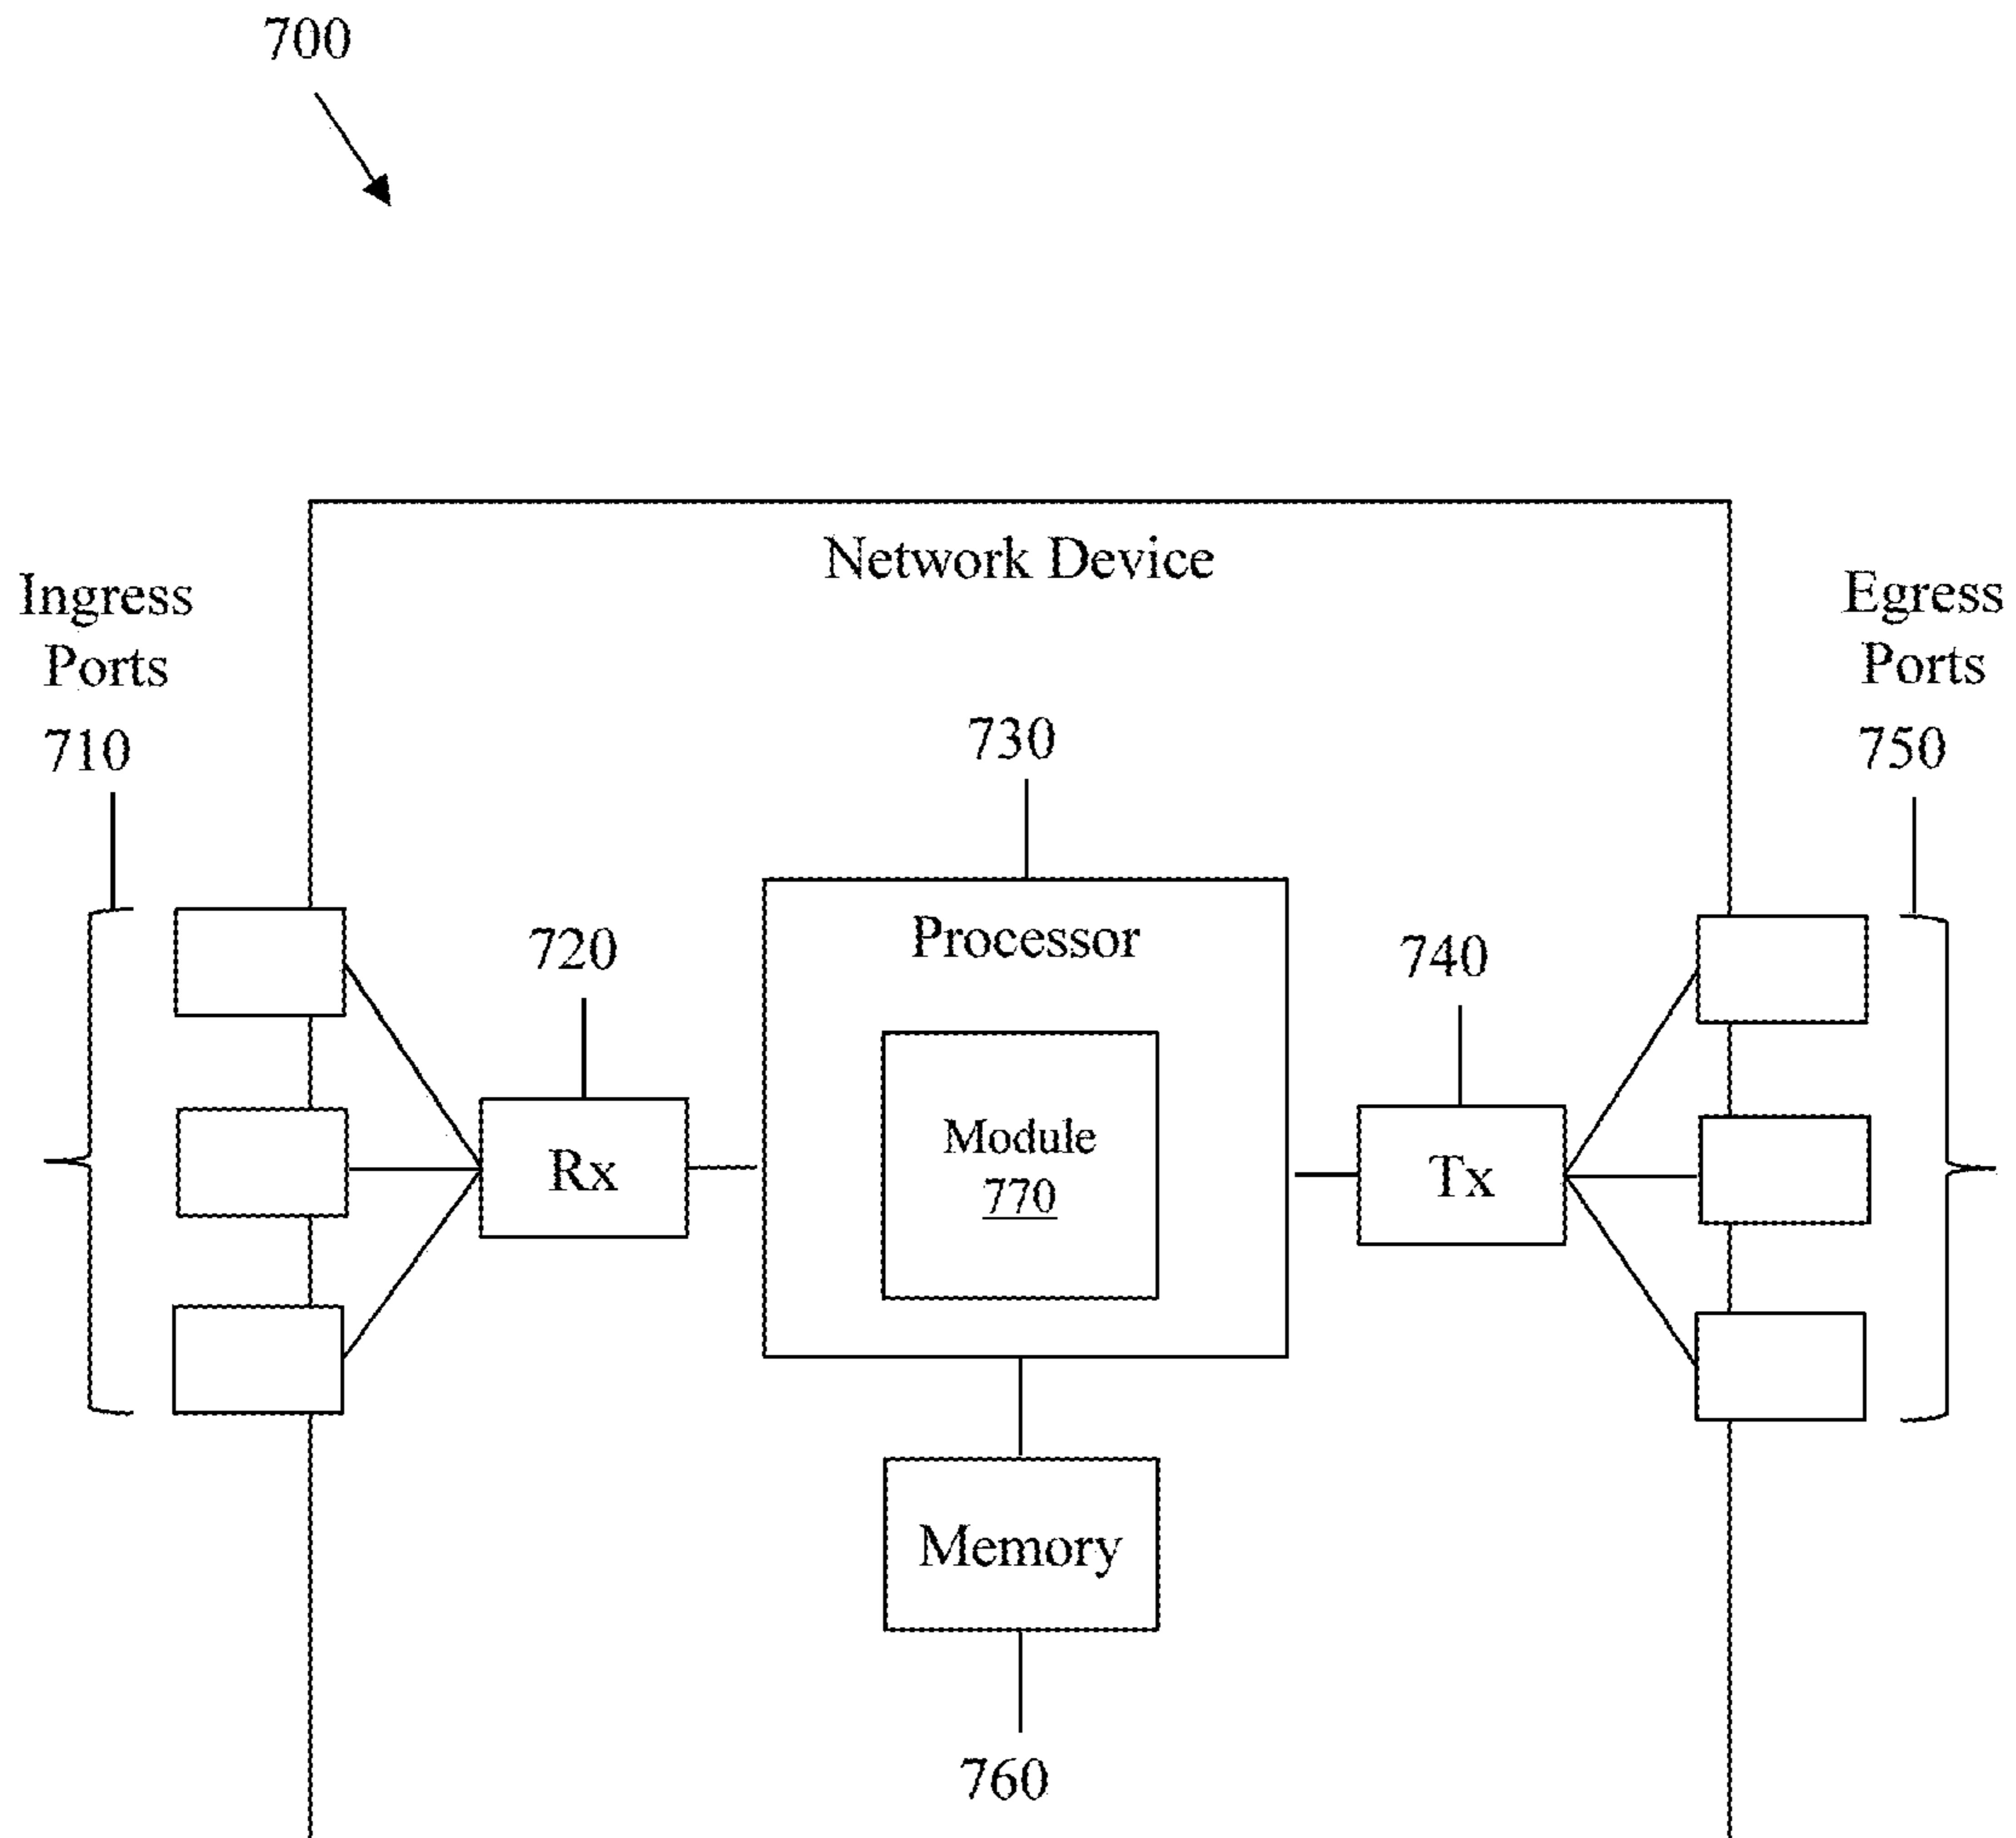 700
Network Device
Ingress
Ports
710
Egress
Ports
750
730
Processor
720
740
Module
770
Rx
Tx
Memory
760